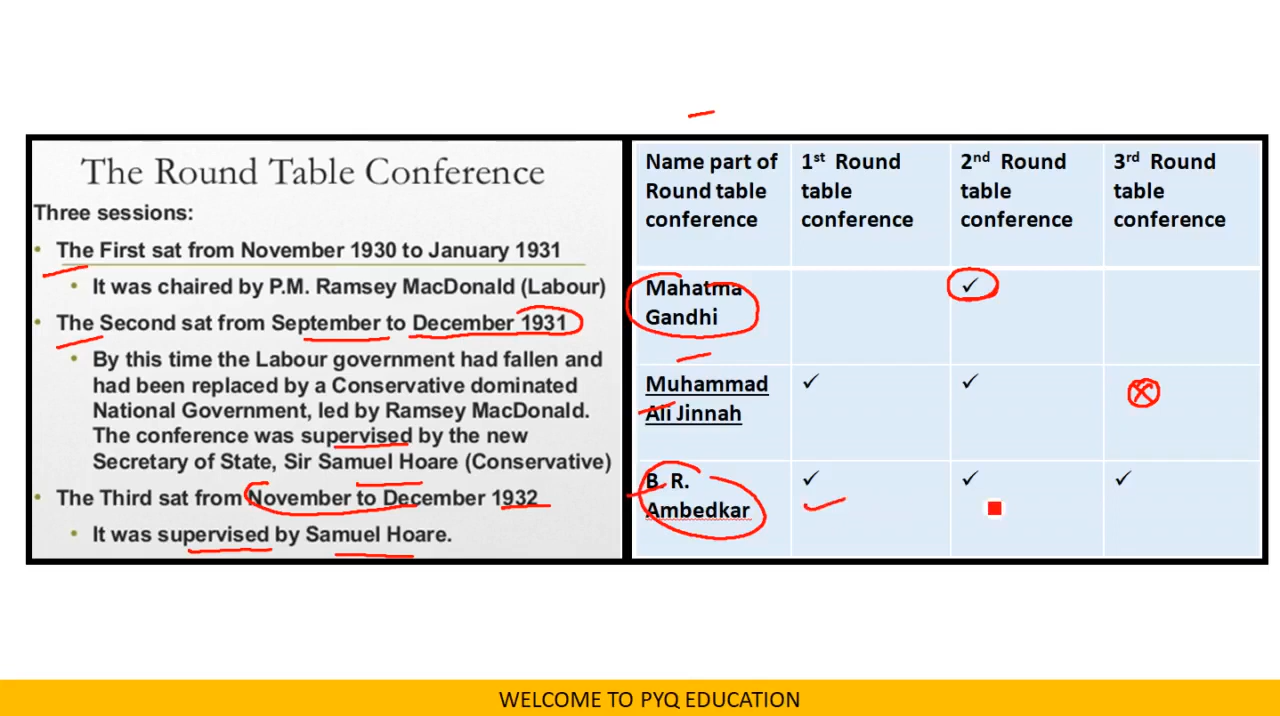 The Round Table Conference
Three sessions:
• The First sat from November 1930 to January 1931
• It was chaired by P.M. Ramsey MacDonald (Labour)
• The Second sat from September to December 1931
• By this time the Labour government had fallen and
had been replaced by a Conservative dominated
National Government, led by Ramsey MacDonald.
The conference was supervised by the new
Secretary of State, Sir Samuel Hoare (Conservative)
• The Third sat from November to December 1932
• It was supervised by Samuel Hoare.
Name part of
Round table
conference
1st Round
table
conference
2nd Round
table
conference
3rd Round
table
conference
Mahatma
Gandhi
✓
Muhammad
Ali Jinnah
✓ ✓
B. R.
Ambedkar
✓ ✓ ✓
WELCOME TO PYQ EDUCATION